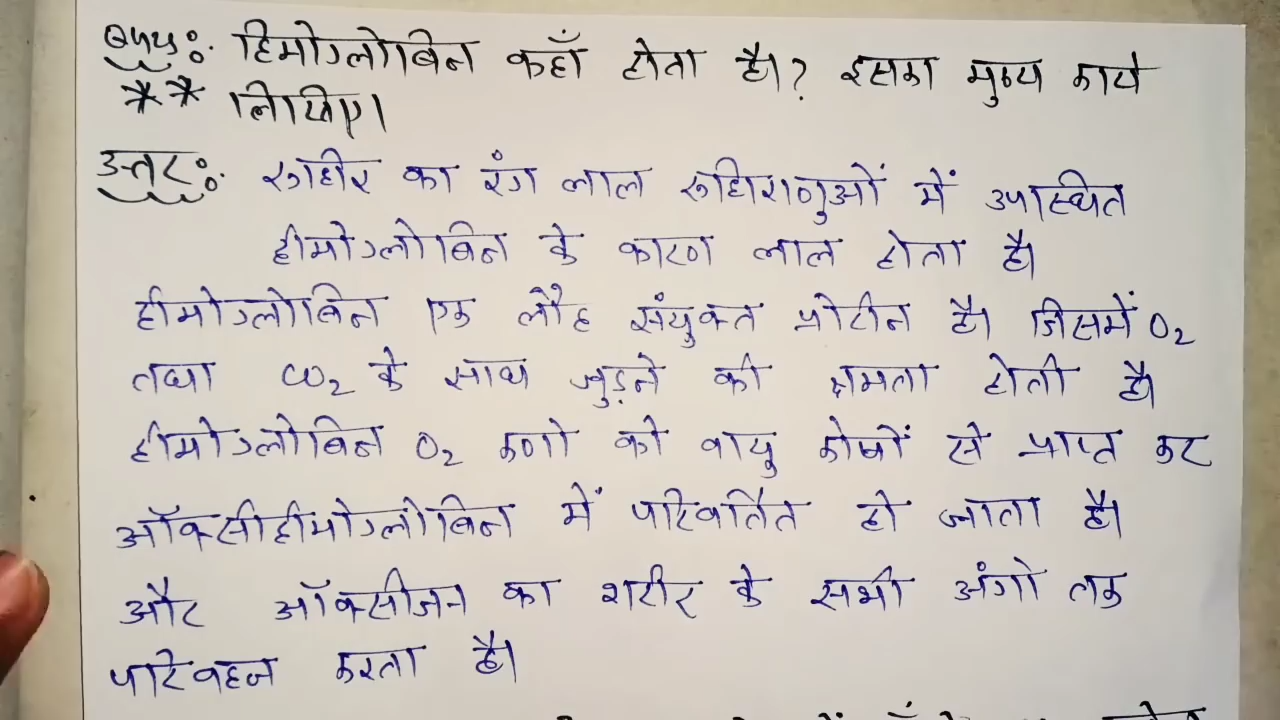 प्रश्न:. हिमोग्लोबिन कहाँ होता है।? इसका मुख्य कार्य
** लिखिए।
उत्तर:. रुहीर का रंग लाल रुधिराणुओं में उपस्थित
हीमोग्लोबिन के कारण लाल होता है।
हीमोग्लोबिन एक लौह संयुक्त प्रोटीन है। जिसमें O₂
तथा CO₂ के साथ जुड़ने की क्षमता होती है।
हीमोग्लोबिन O₂ कणो को वायु कोषों से प्राप्त कर
ऑक्सीहीमोग्लोबिन में परिवर्तित हो जाता है।
और ऑक्सीजन का शरीर के सभी अंगो तक
परिवहन करता है।